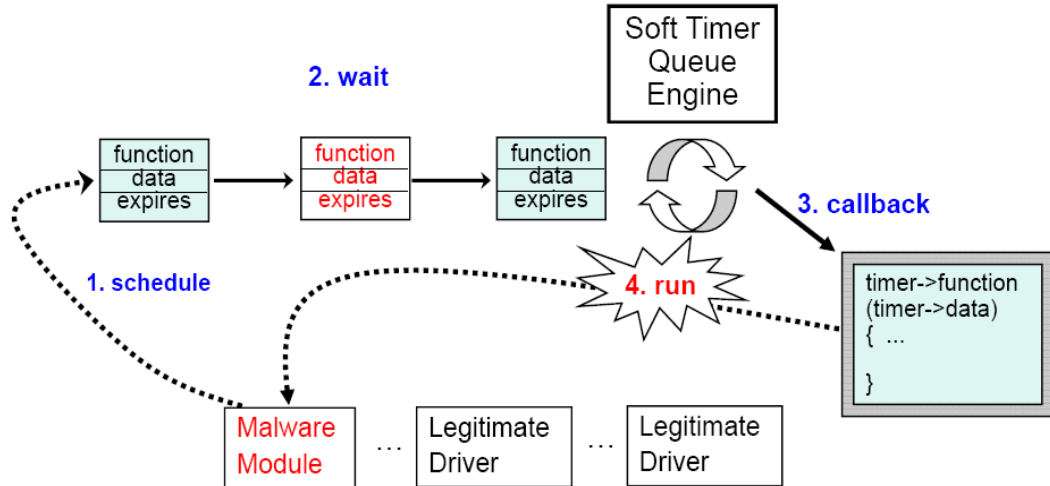 Soft Timer
Queue
Engine
2. wait
function
data
expires
function
data
expires
function
data
expires
3. callback
1. schedule
4. run
timer->function
(timer->data)
{ ...
}
Malware
Module
...
Legitimate
Driver
...
Legitimate
Driver